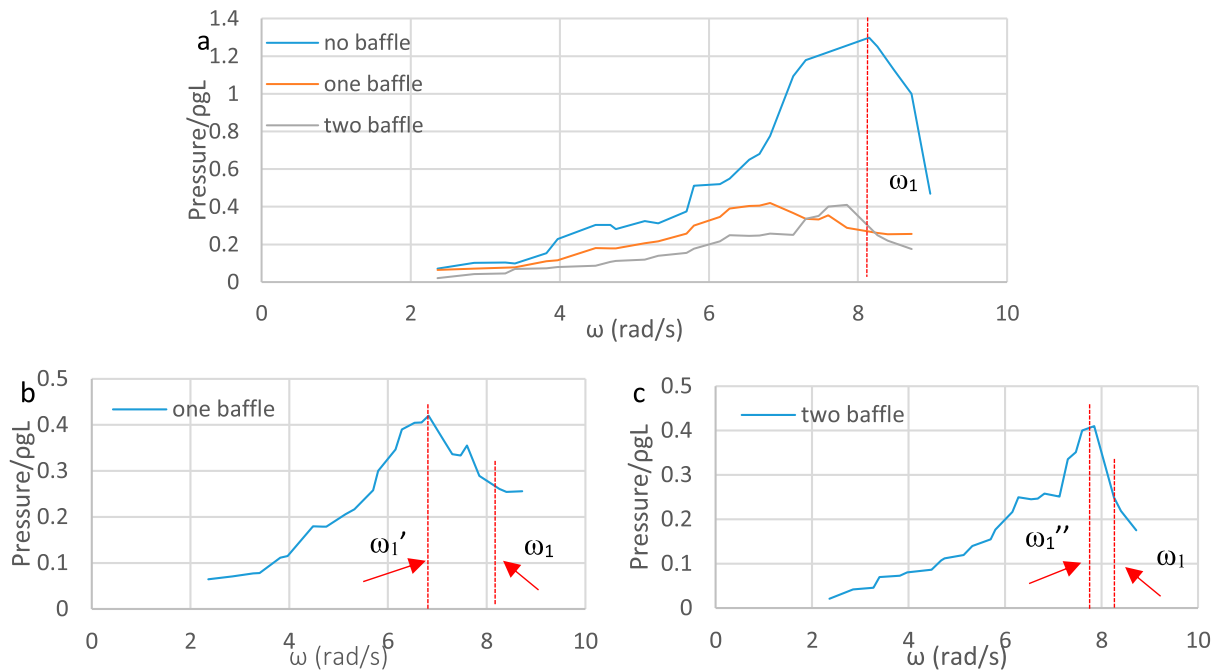 a
no baffle
one baffle
two baffle
Pressure/ρgL
1.4
1.2
1
0.8
0.6
0.4
0.2
0
ω₁
0 2 4 6 8 10
ω (rad/s)
b
one baffle
Pressure/ρgL
0.5
0.4
0.3
0.2
0.1
0
ω₁'
ω₁
0 2 4 6 8 10
ω (rad/s)
c
two baffle
Pressure/ρgL
0.5
0.4
0.3
0.2
0.1
0
ω₁''
ω₁
0 2 4 6 8 10
ω (rad/s)